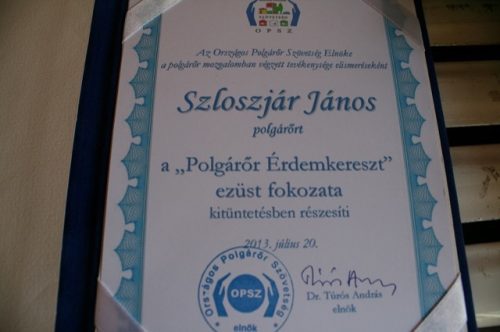 OPSZ
Az Országos Polgárőr Szövetség Elnöke
a polgárőr mozgalomban végzett tevékenysége elismeréseként
Szloszjár János
polgárőrt
a „Polgárőr Érdemkereszt”
ezüst fokozata
kitüntetésben részesíti
2013. július 20.
Országos Polgárőr Szövetség
OPSZ
elnök
Dr. Túrós András
elnök